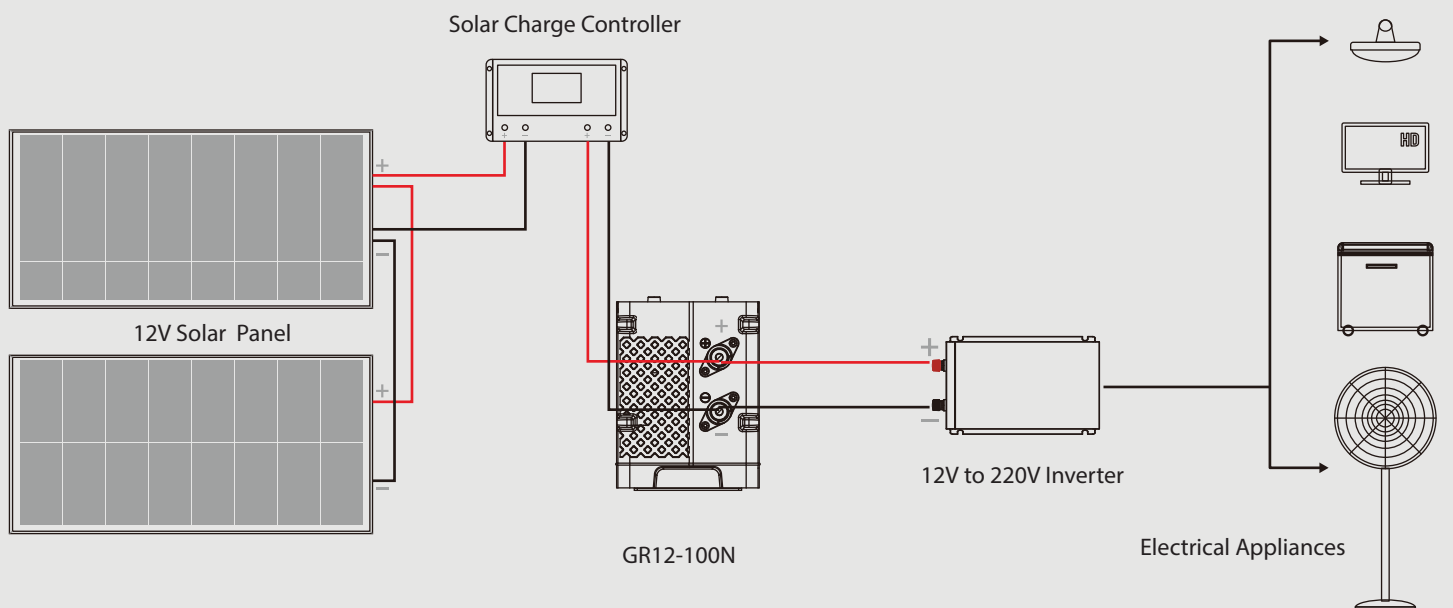 Solar Charge Controller
+ − + −
+
−
12V Solar Panel
+
−
+
−
+
−
GR12-100N
12V to 220V Inverter
HD
Electrical Appliances